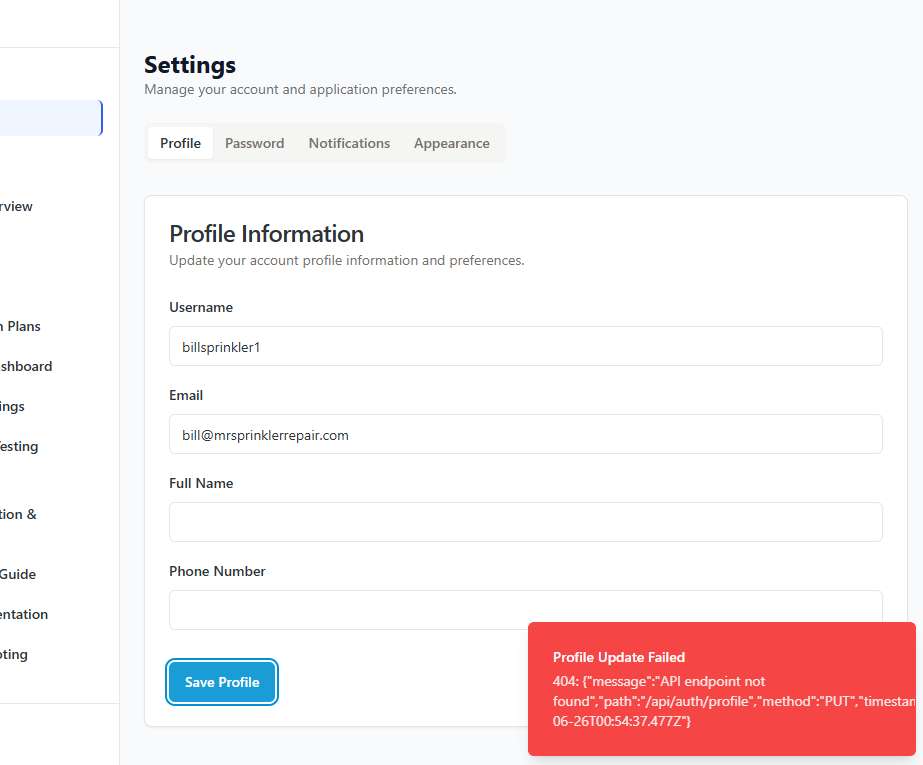 Settings
Manage your account and application preferences.
Profile Password Notifications Appearance
rview
n Plans
shboard
ings
esting
tion &
Guide
entation
oting
Profile Information
Update your account profile information and preferences.
Username
billsprinkler1
Email
bill@mrsprinklerrepair.com
Full Name
Phone Number
Save Profile
Profile Update Failed
404: {"message":"API endpoint not
found","path":"/api/auth/profile","method":"PUT","timestam
06-26T00:54:37.477Z"}